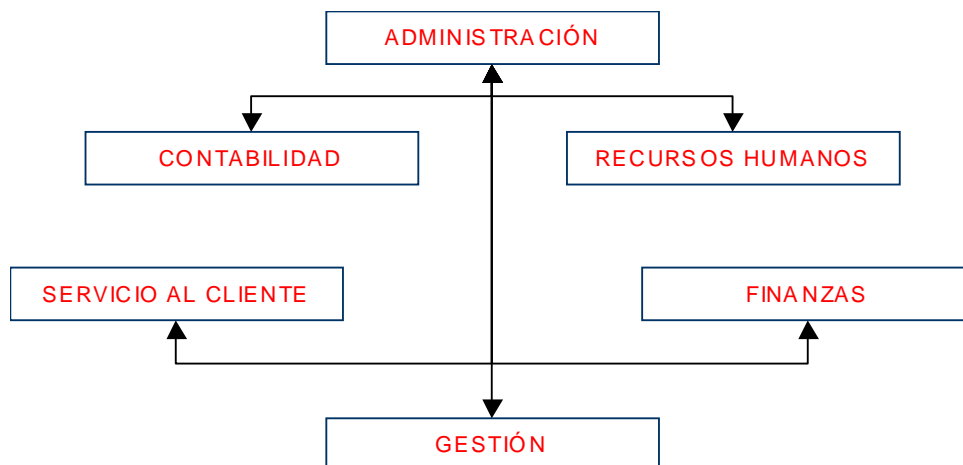 ADMINISTRACIÓN
CONTABILIDAD
RECURSOS HUMANOS
SERVICIO AL CLIENTE
FINANZAS
GESTIÓN